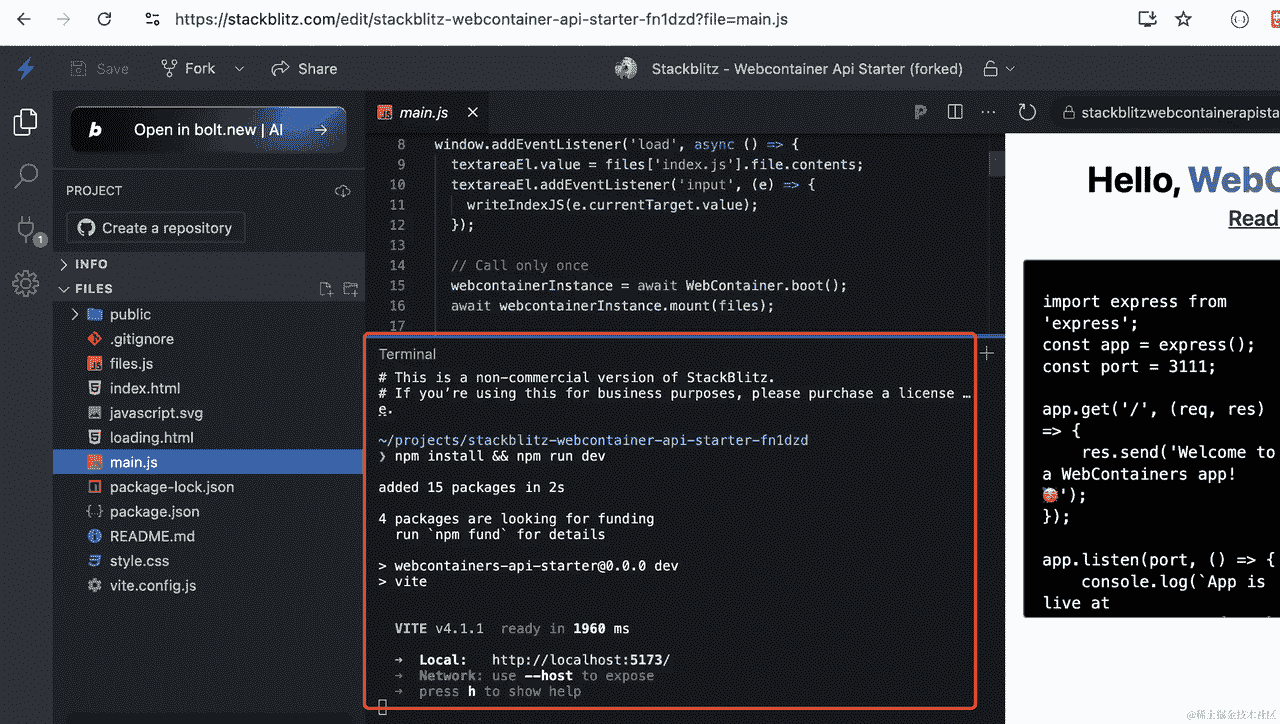 https://stackblitz.com/edit/stackblitz-webcontainer-api-starter-fn1dzd?file=main.js
Save Fork Share Stackblitz - Webcontainer Api Starter (forked)
b Open in bolt.new | AI →
main.js
stackblitzwebcontainerapista
PROJECT
Create a repository
1
INFO
FILES
public
.gitignore
files.js
index.html
javascript.svg
loading.html
main.js
package-lock.json
package.json
README.md
style.css
vite.config.js
8 window.addEventListener('load', async () => {
9 textareaEl.value = files['index.js'].file.contents;
10 textareaEl.addEventListener('input', (e) => {
11 writeIndexJS(e.currentTarget.value);
12 });
13
14 // Call only once
15 webcontainerInstance = await WebContainer.boot();
16 await webcontainerInstance.mount(files);
17
Terminal
# This is a non-commercial version of StackBlitz.
# If you’re using this for business purposes, please purchase a license …
e.
~/projects/stackblitz-webcontainer-api-starter-fn1dzd
❯ npm install && npm run dev
added 15 packages in 2s
4 packages are looking for funding
run `npm fund` for details
> webcontainers-api-starter@0.0.0 dev
> vite
VITE v4.1.1 ready in 1960 ms
➜ Local: http://localhost:5173/
➜ Network: use --host to expose
➜ press h to show help
Hello, WebC
Read
import express from
'express';
const app = express();
const port = 3111;
app.get('/', (req, res)
=> {
res.send('Welcome to
a WebContainers app!
');
});
app.listen(port, () => {
console.log(`App is
live at
@稀土掘金技术社区